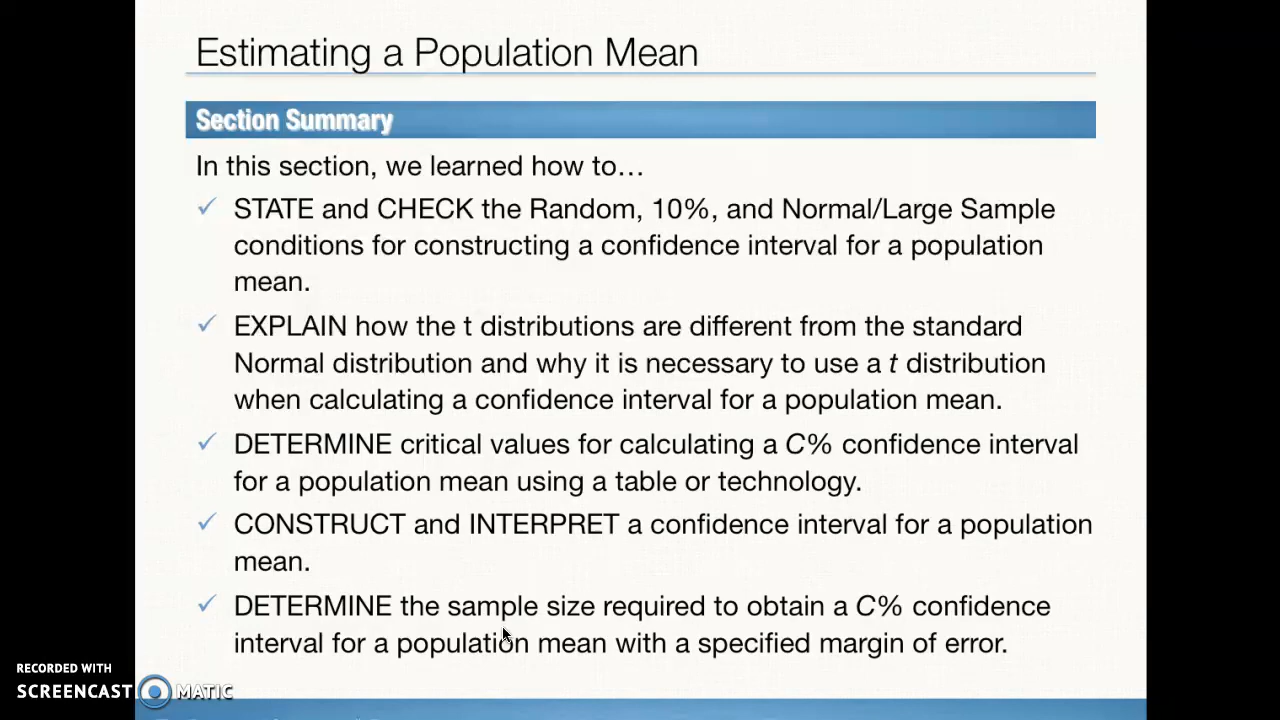 Estimating a Population Mean
Section Summary
In this section, we learned how to…
✓ STATE and CHECK the Random, 10%, and Normal/Large Sample
conditions for constructing a confidence interval for a population
mean.
✓ EXPLAIN how the t distributions are different from the standard
Normal distribution and why it is necessary to use a t distribution
when calculating a confidence interval for a population mean.
✓ DETERMINE critical values for calculating a C% confidence interval
for a population mean using a table or technology.
✓ CONSTRUCT and INTERPRET a confidence interval for a population
mean.
✓ DETERMINE the sample size required to obtain a C% confidence
interval for a population mean with a specified margin of error.
RECORDED WITH
SCREENCAST MATIC